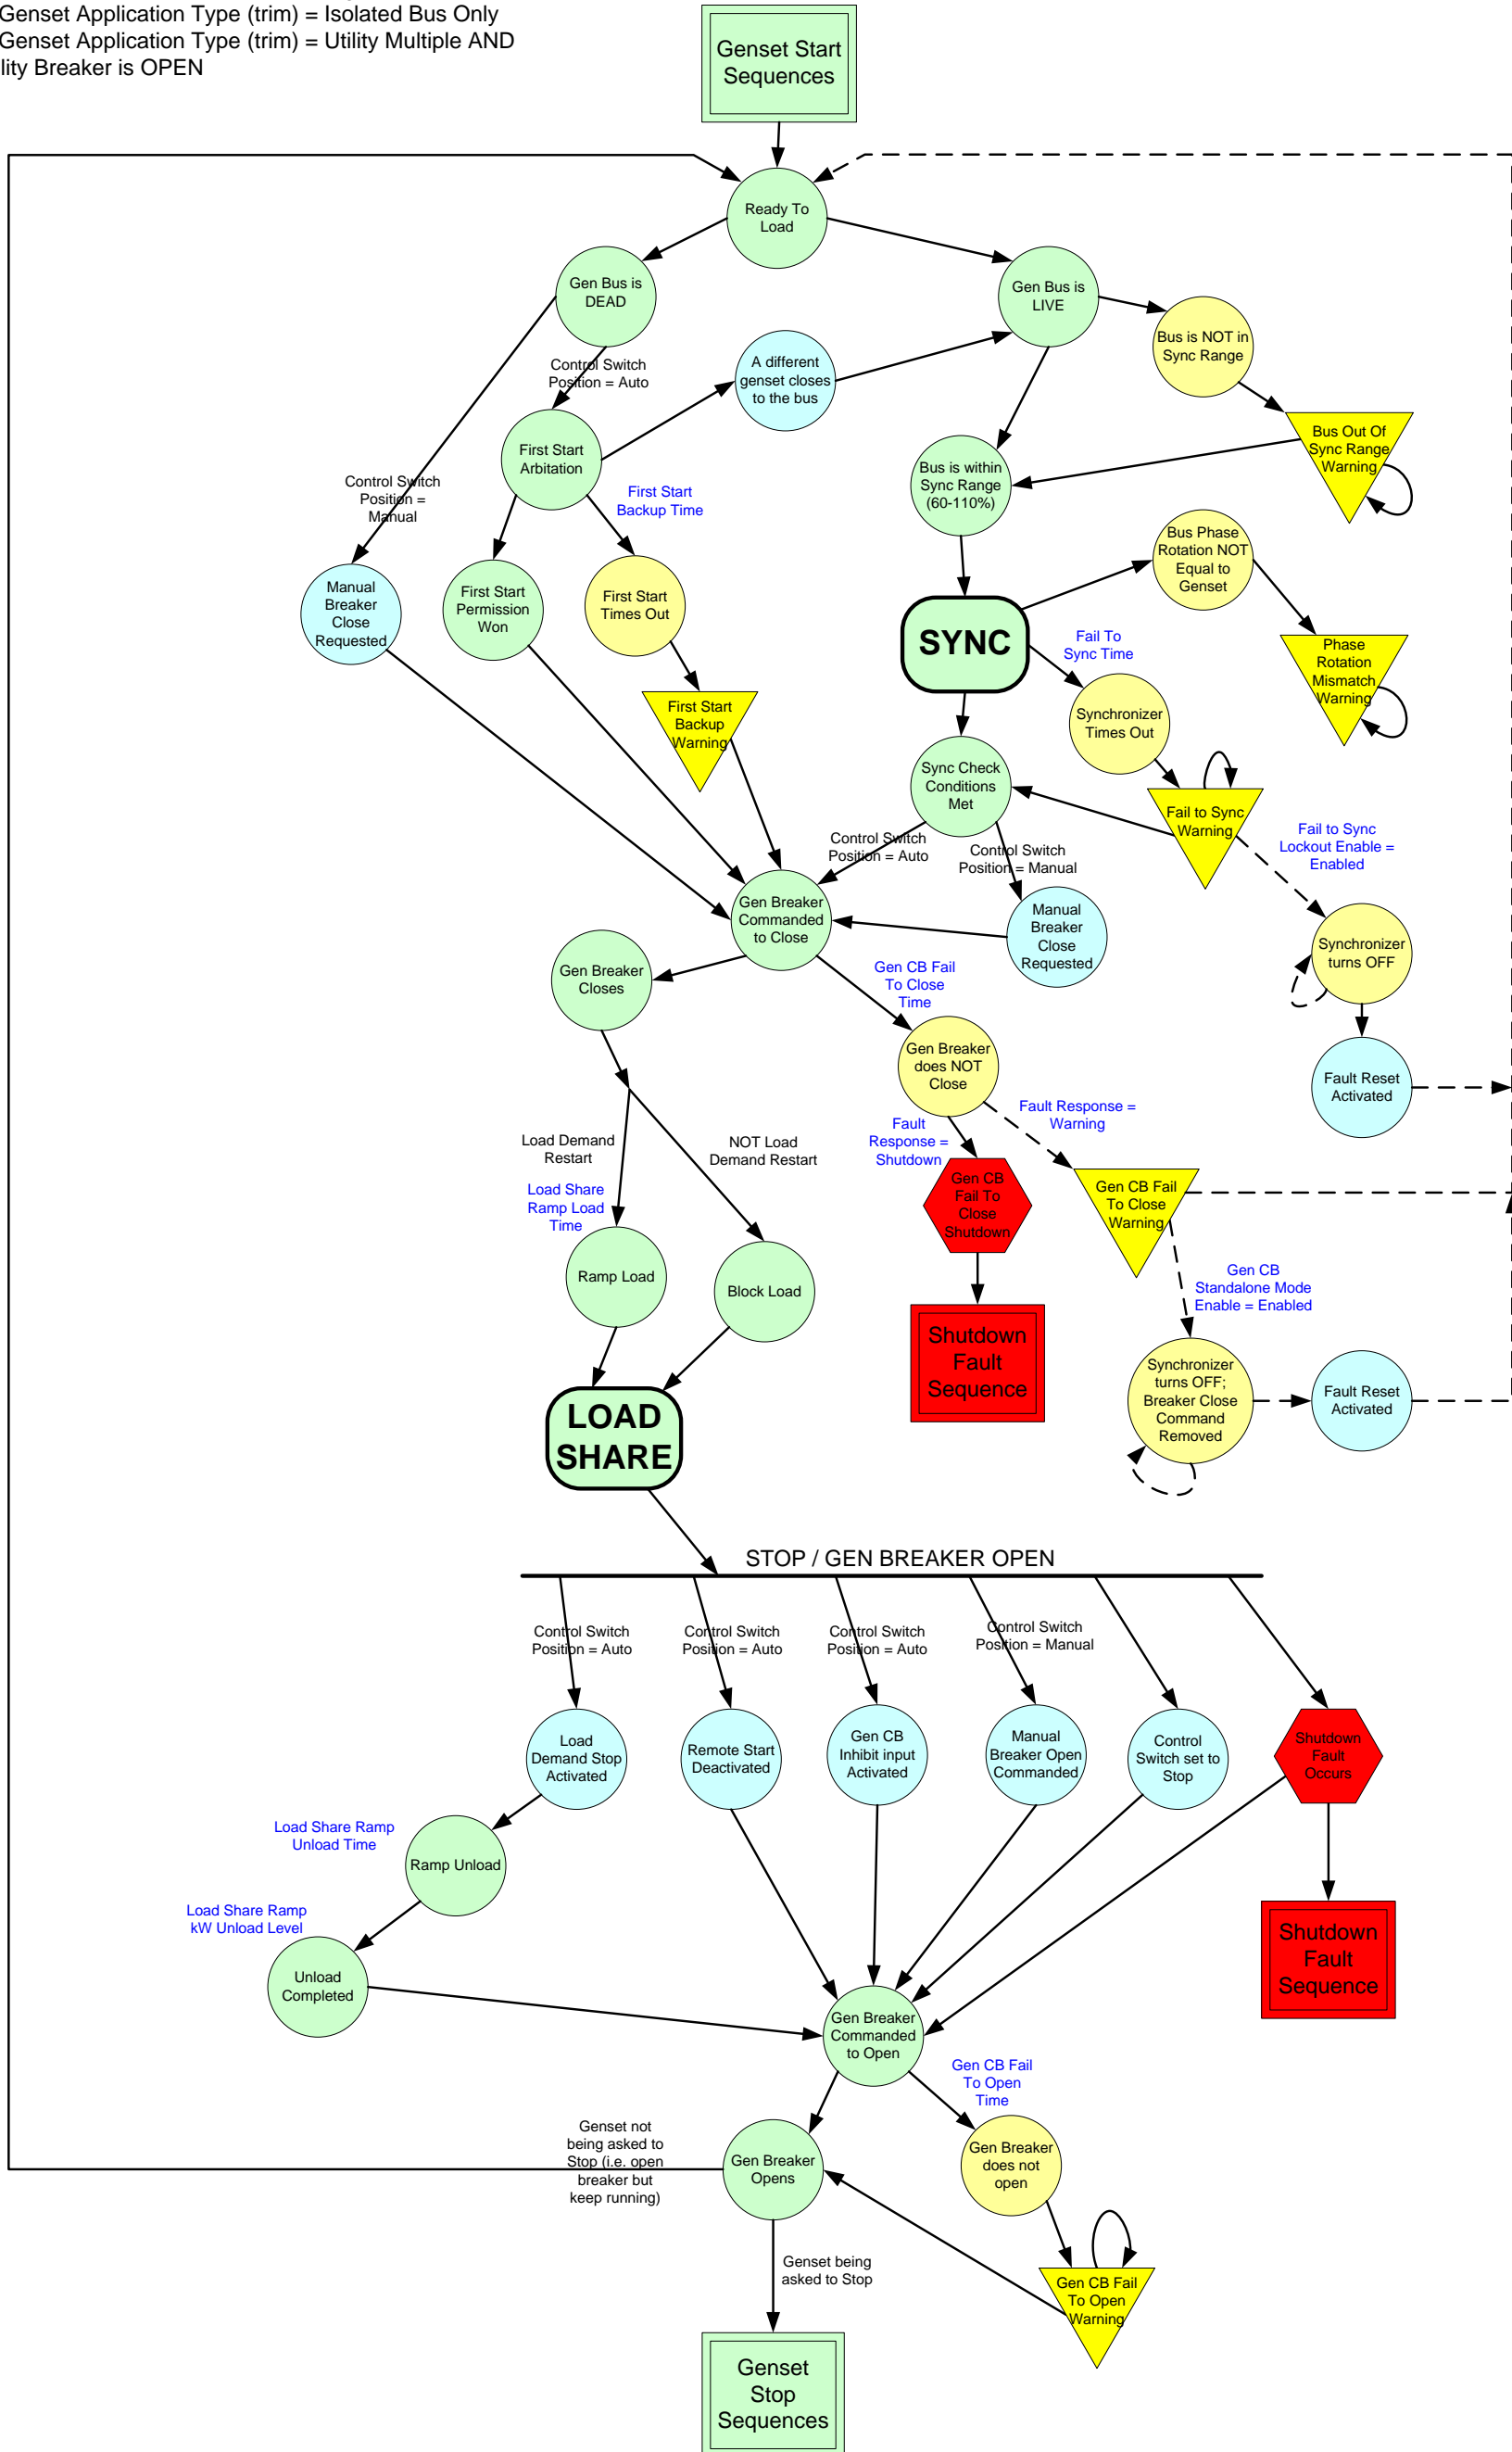 Genset Application Type (trim) = Isolated Bus Only
Genset Application Type (trim) = Utility Multiple AND
lity Breaker is OPEN
Genset Start
Sequences
Ready To
Load
Gen Bus is
DEAD
Gen Bus is
LIVE
Bus is NOT in
Sync Range
Control Switch
Position = Auto
A different
genset closes
to the bus
Bus Out Of
Sync Range
Warning
First Start
Arbitation
Bus is within
Sync Range
(60-110%)
Control Switch
Position =
Manual
First Start
Backup Time
Bus Phase
Rotation NOT
Equal to
Genset
Manual
Breaker
Close
Requested
First Start
Permission
Won
First Start
Times Out
SYNC
Fail To
Sync Time
Phase
Rotation
Mismatch
Warning
First Start
Backup
Warning
Synchronizer
Times Out
Sync Check
Conditions
Met
Fail to Sync
Warning
Fail to Sync
Lockout Enable =
Enabled
Control Switch
Position = Auto
Control Switch
Position = Manual
Gen Breaker
Commanded
to Close
Manual
Breaker
Close
Requested
Synchronizer
turns OFF
Gen Breaker
Closes
Gen CB Fail
To Close
Time
Gen Breaker
does NOT
Close
Fault Reset
Activated
Fault Response =
Warning
Fault
Response =
Shutdown
Load Demand
Restart
NOT Load
Demand Restart
Load Share
Ramp Load
Time
Gen CB
Fail To
Close
Shutdown
Gen CB Fail
To Close
Warning
Ramp Load
Block Load
Gen CB
Standalone Mode
Enable = Enabled
Shutdown
Fault
Sequence
Synchronizer
turns OFF;
Breaker Close
Command
Removed
Fault Reset
Activated
LOAD
SHARE
STOP / GEN BREAKER OPEN
Control Switch
Position = Auto
Control Switch
Position = Auto
Control Switch
Position = Auto
Control Switch
Position = Manual
Load
Demand Stop
Activated
Remote Start
Deactivated
Gen CB
Inhibit input
Activated
Manual
Breaker Open
Commanded
Control
Switch set to
Stop
Shutdown
Fault
Occurs
Load Share Ramp
Unload Time
Ramp Unload
Load Share Ramp
kW Unload Level
Unload
Completed
Shutdown
Fault
Sequence
Gen Breaker
Commanded
to Open
Gen CB Fail
To Open
Time
Genset not
being asked to
Stop (i.e. open
breaker but
keep running)
Gen Breaker
Opens
Gen Breaker
does not
open
Genset being
asked to Stop
Gen CB Fail
To Open
Warning
Genset
Stop
Sequences